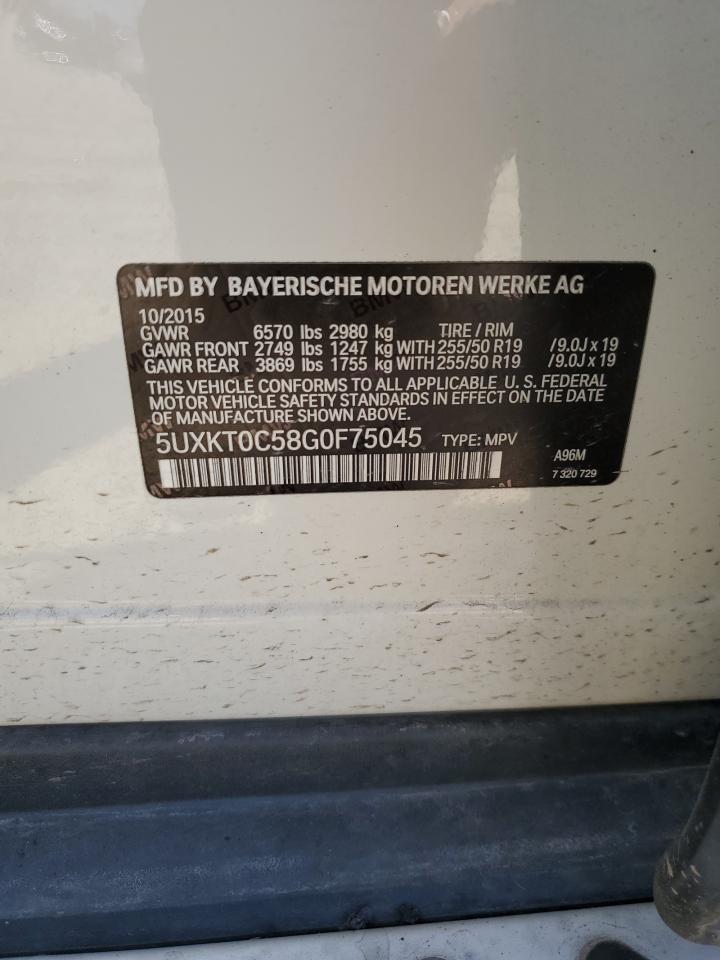 MFD BY BAYERISCHE MOTOREN WERKE AG
10/2015
GVWR 6570 lbs 2980 kg TIRE / RIM
GAWR FRONT 2749 lbs 1247 kg WITH 255/50 R19 /9.0J x 19
GAWR REAR 3869 lbs 1755 kg WITH 255/50 R19 /9.0J x 19
THIS VEHICLE CONFORMS TO ALL APPLICABLE U. S. FEDERAL
MOTOR VEHICLE SAFETY STANDARDS IN EFFECT ON THE DATE
OF MANUFACTURE SHOWN ABOVE.
5UXKT0C58G0F75045 TYPE: MPV
A96M
7 320 729